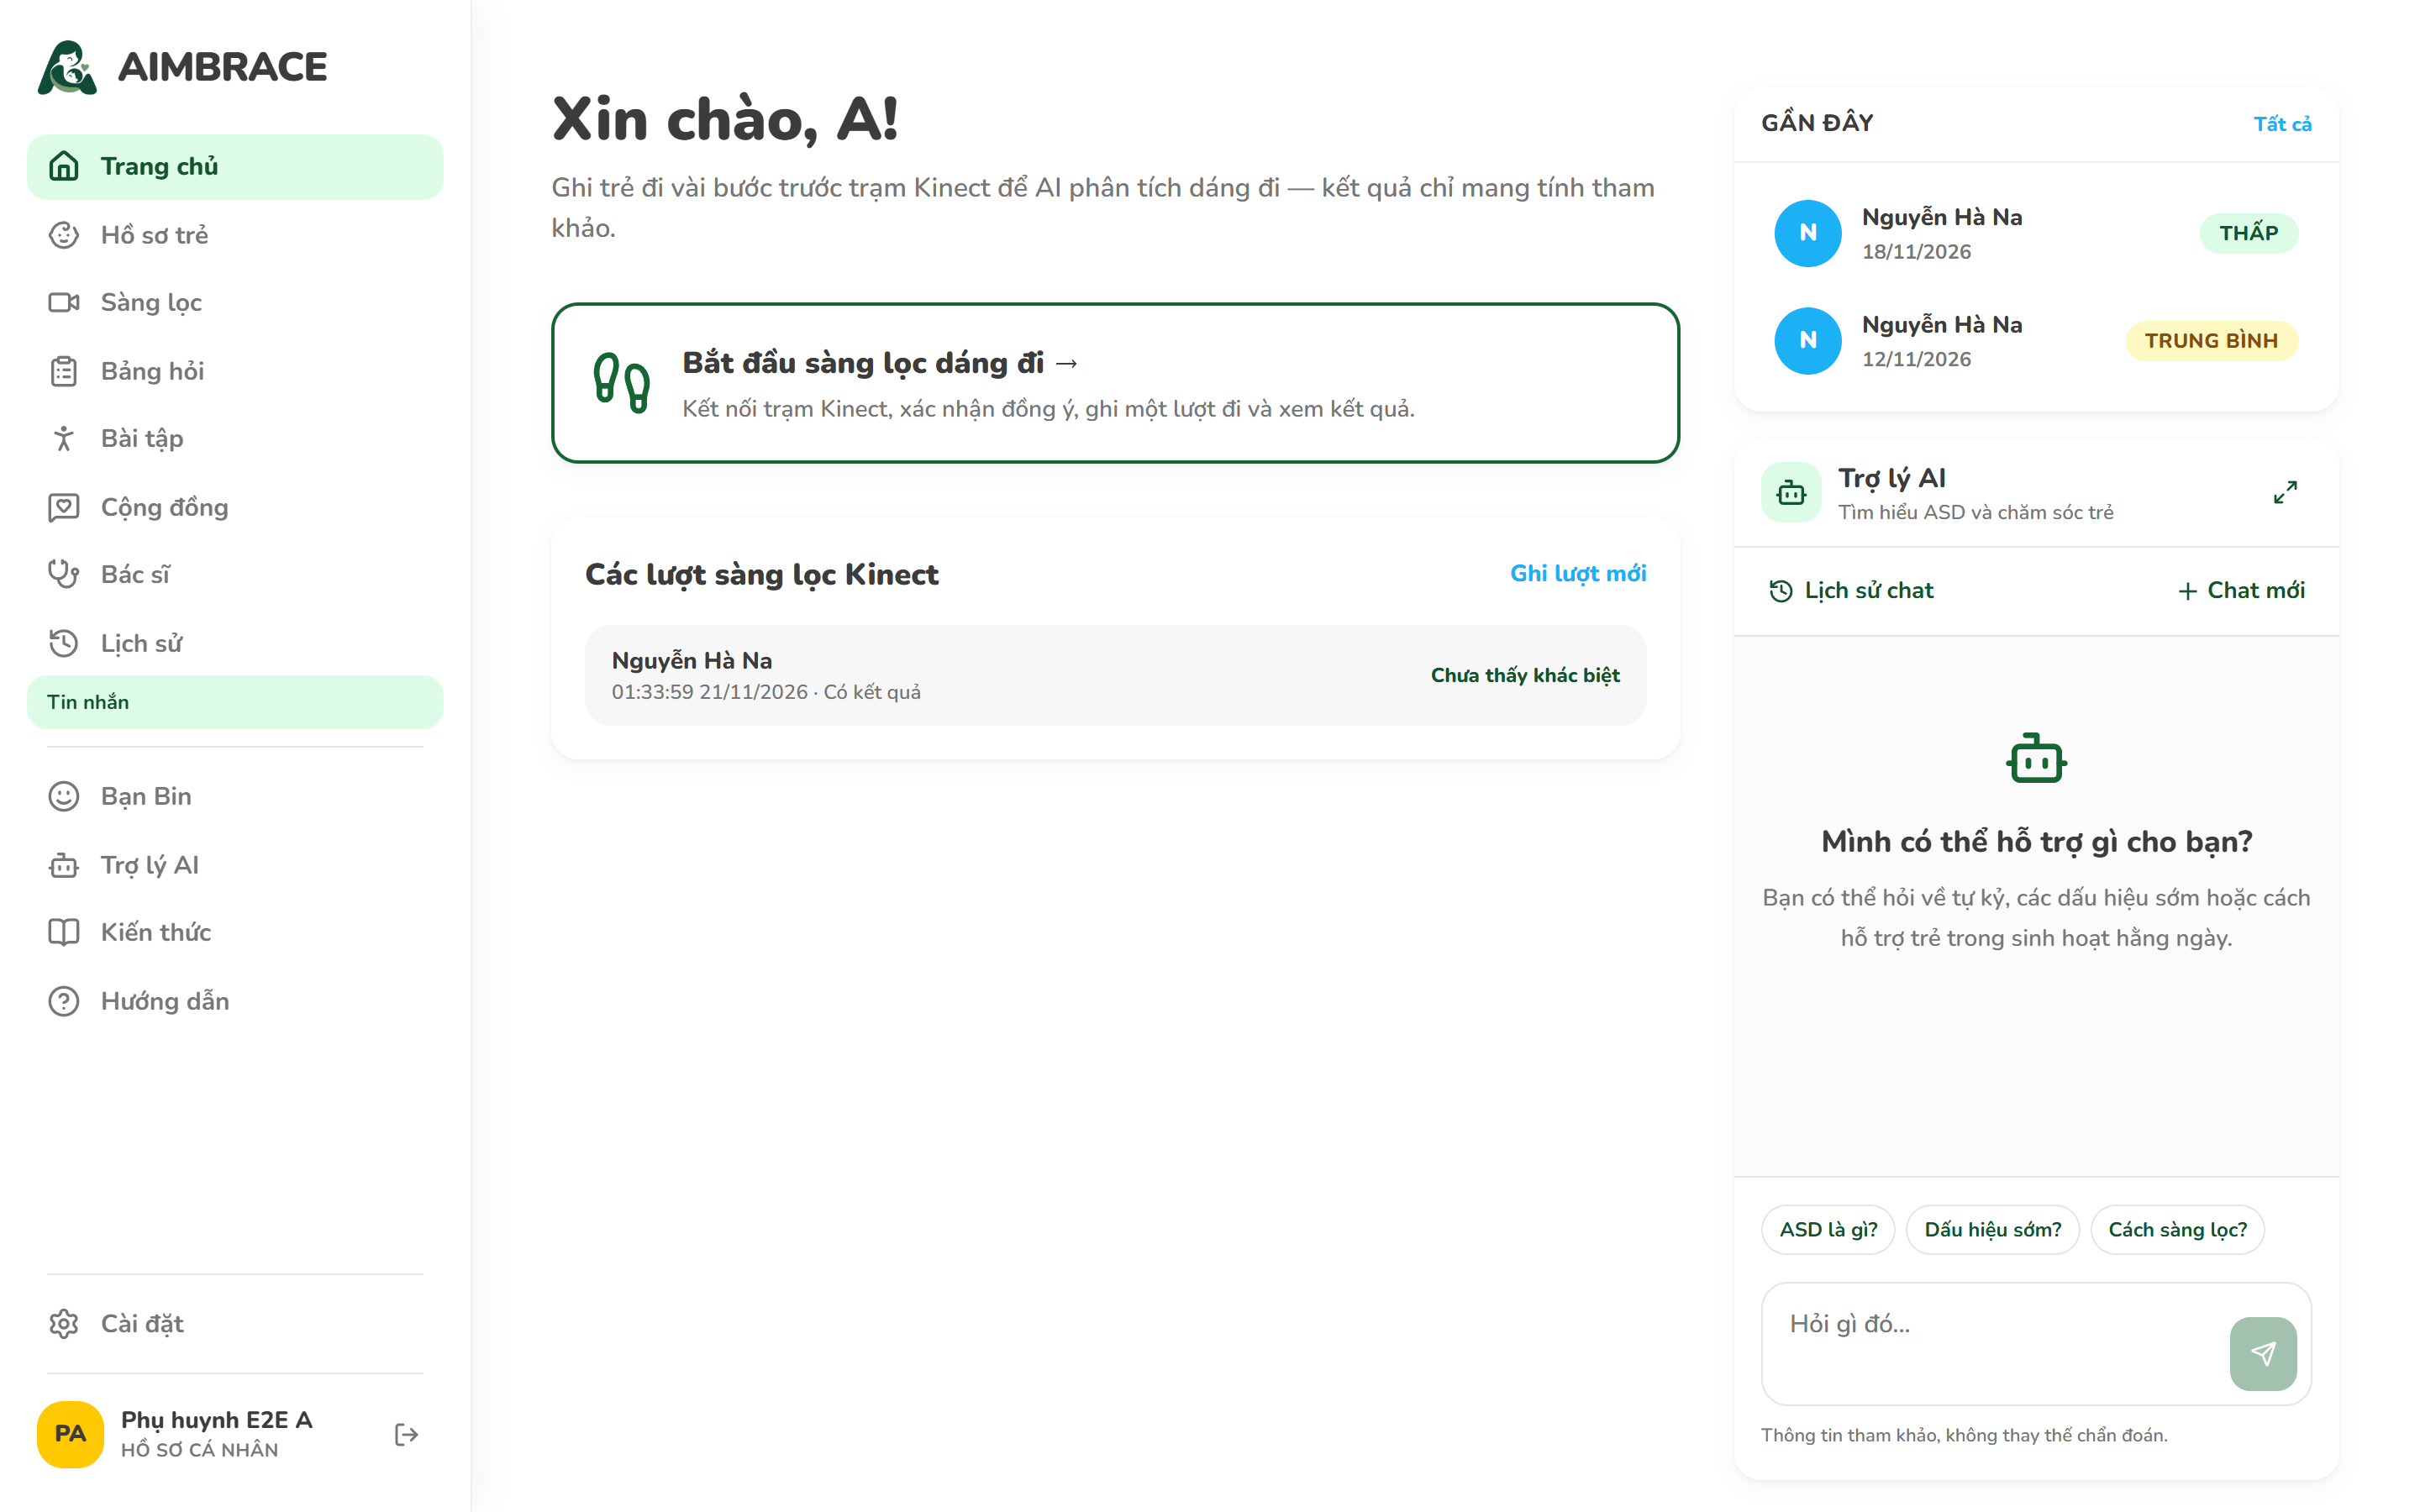 AIMBRACE
Trang chủ
Hồ sơ trẻ
Sàng lọc
Bảng hỏi
Bài tập
Cộng đồng
Bác sĩ
Lịch sử
Tin nhắn
Bạn Bin
Trợ lý AI
Kiến thức
Hướng dẫn
Cài đặt
PA
Phụ huynh E2E A
HỒ SƠ CÁ NHÂN
Xin chào, A!
Ghi trẻ đi vài bước trước trạm Kinect để AI phân tích dáng đi — kết quả chỉ mang tính tham
khảo.
Bắt đầu sàng lọc dáng đi →
Kết nối trạm Kinect, xác nhận đồng ý, ghi một lượt đi và xem kết quả.
Các lượt sàng lọc Kinect
Ghi lượt mới
Nguyễn Hà Na
01:33:59 21/11/2026 · Có kết quả
Chưa thấy khác biệt
GẦN ĐÂY
Tất cả
N
Nguyễn Hà Na
18/11/2026
THẤP
N
Nguyễn Hà Na
12/11/2026
TRUNG BÌNH
Trợ lý AI
Tìm hiểu ASD và chăm sóc trẻ
Lịch sử chat
Chat mới
Mình có thể hỗ trợ gì cho bạn?
Bạn có thể hỏi về tự kỷ, các dấu hiệu sớm hoặc cách
hỗ trợ trẻ trong sinh hoạt hằng ngày.
ASD là gì?
Dấu hiệu sớm?
Cách sàng lọc?
Hỏi gì đó...
Thông tin tham khảo, không thay thế chẩn đoán.